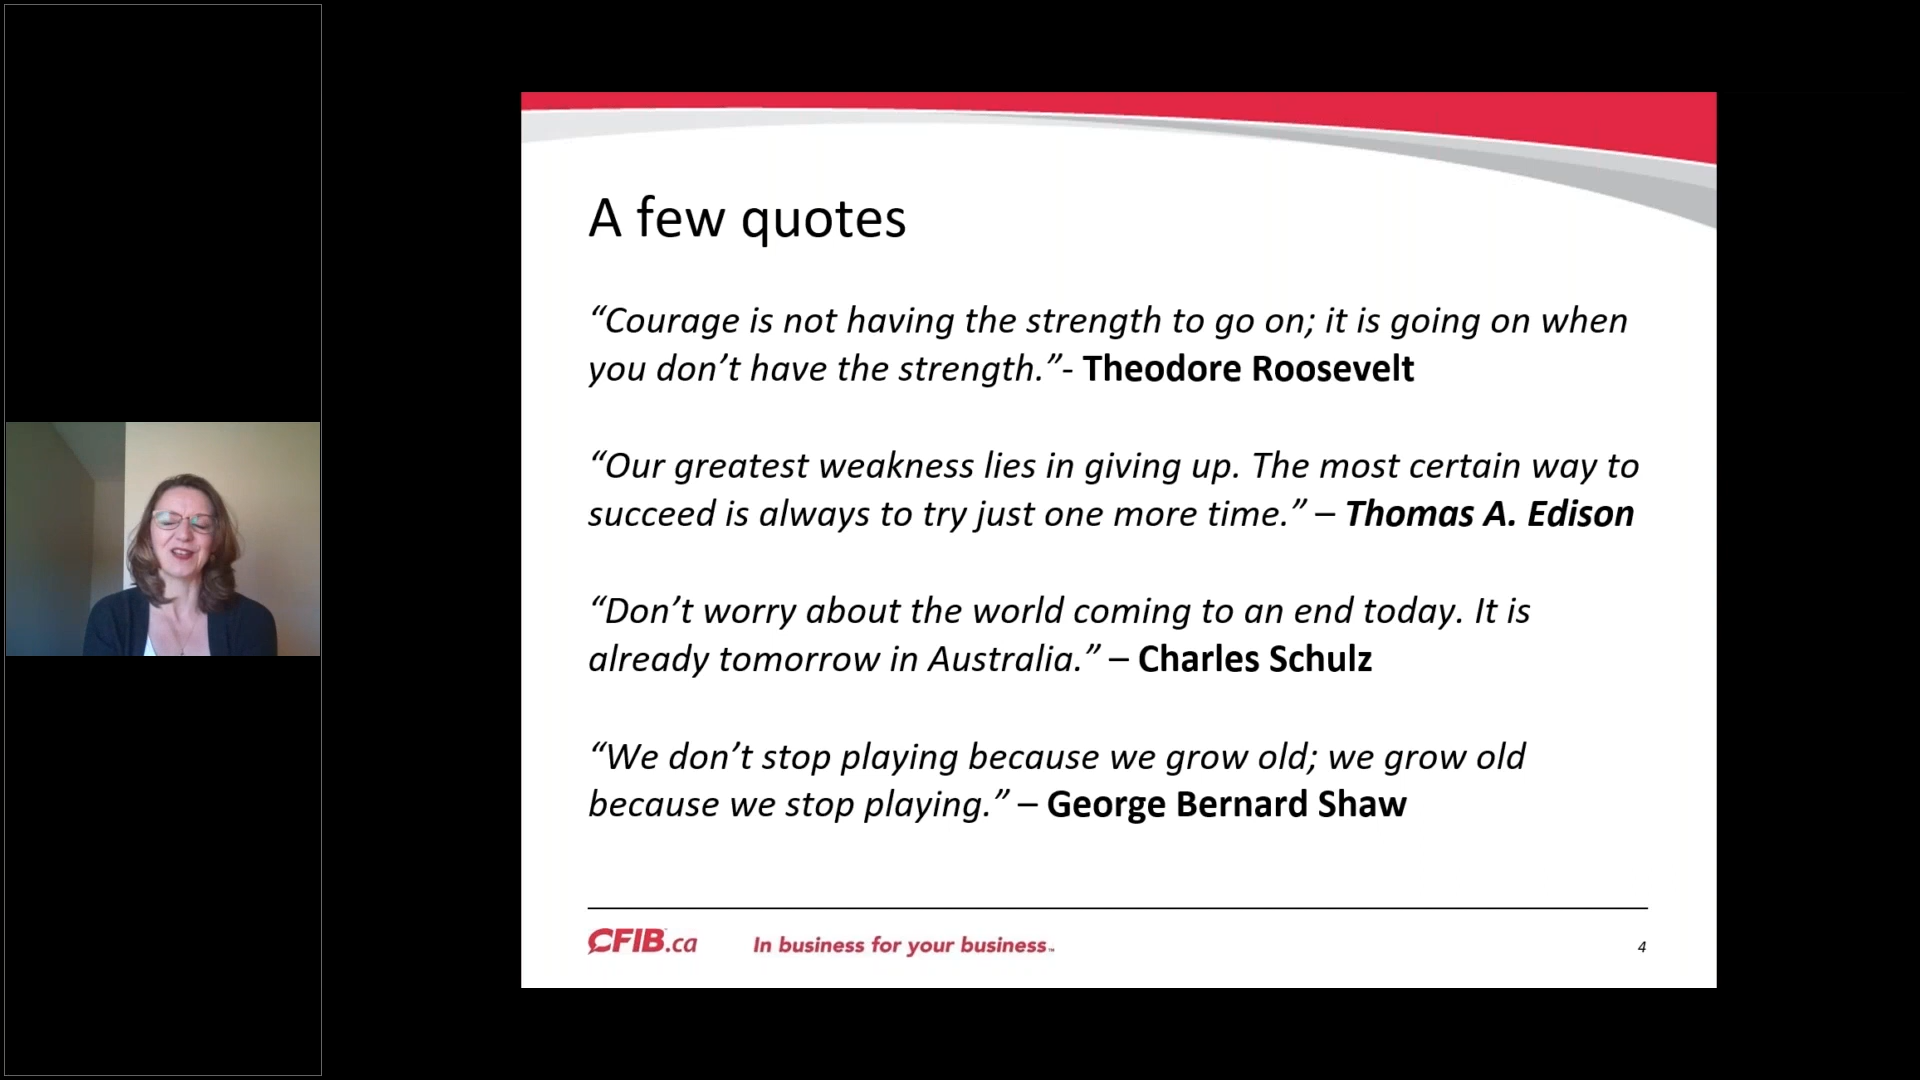 A few quotes
“Courage is not having the strength to go on; it is going on when
you don’t have the strength.”- Theodore Roosevelt
“Our greatest weakness lies in giving up. The most certain way to
succeed is always to try just one more time.” – Thomas A. Edison
“Don’t worry about the world coming to an end today. It is
already tomorrow in Australia.” – Charles Schulz
“We don’t stop playing because we grow old; we grow old
because we stop playing.” – George Bernard Shaw
CFIB.ca In business for your business™ 4